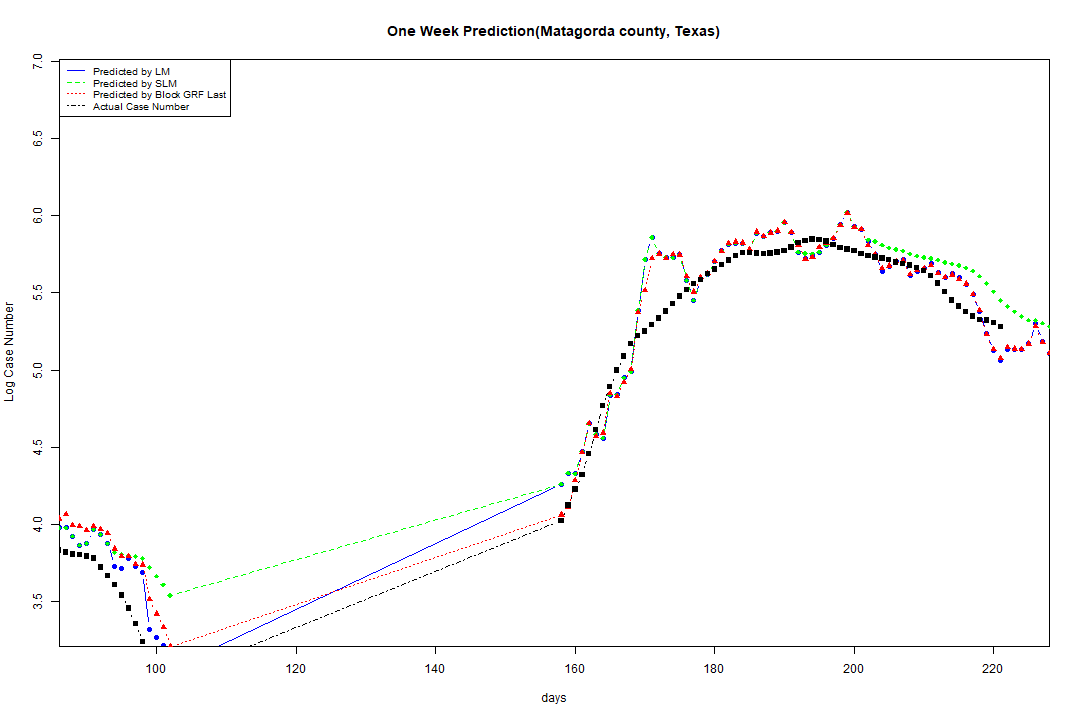 One Week Prediction(Matagorda county, Texas)
Predicted by LM
Predicted by SLM
Predicted by Block GRF Last
Actual Case Number
7.0
6.5
6.0
5.5
5.0
4.5
4.0
3.5
Log Case Number
100 120 140 160 180 200 220
days